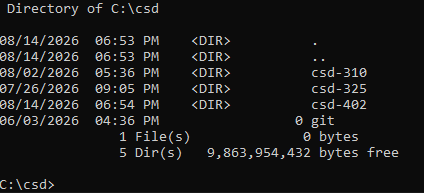 Directory of C:\csd
08/14/2026  06:53 PM    <DIR>          .
08/14/2026  06:53 PM    <DIR>          ..
08/02/2026  05:36 PM    <DIR>          csd-310
07/26/2026  09:05 PM    <DIR>          csd-325
08/14/2026  06:54 PM    <DIR>          csd-402
06/03/2026  04:36 PM                 0 git
               1 File(s)              0 bytes
               5 Dir(s)   9,863,954,432 bytes free
C:\csd>